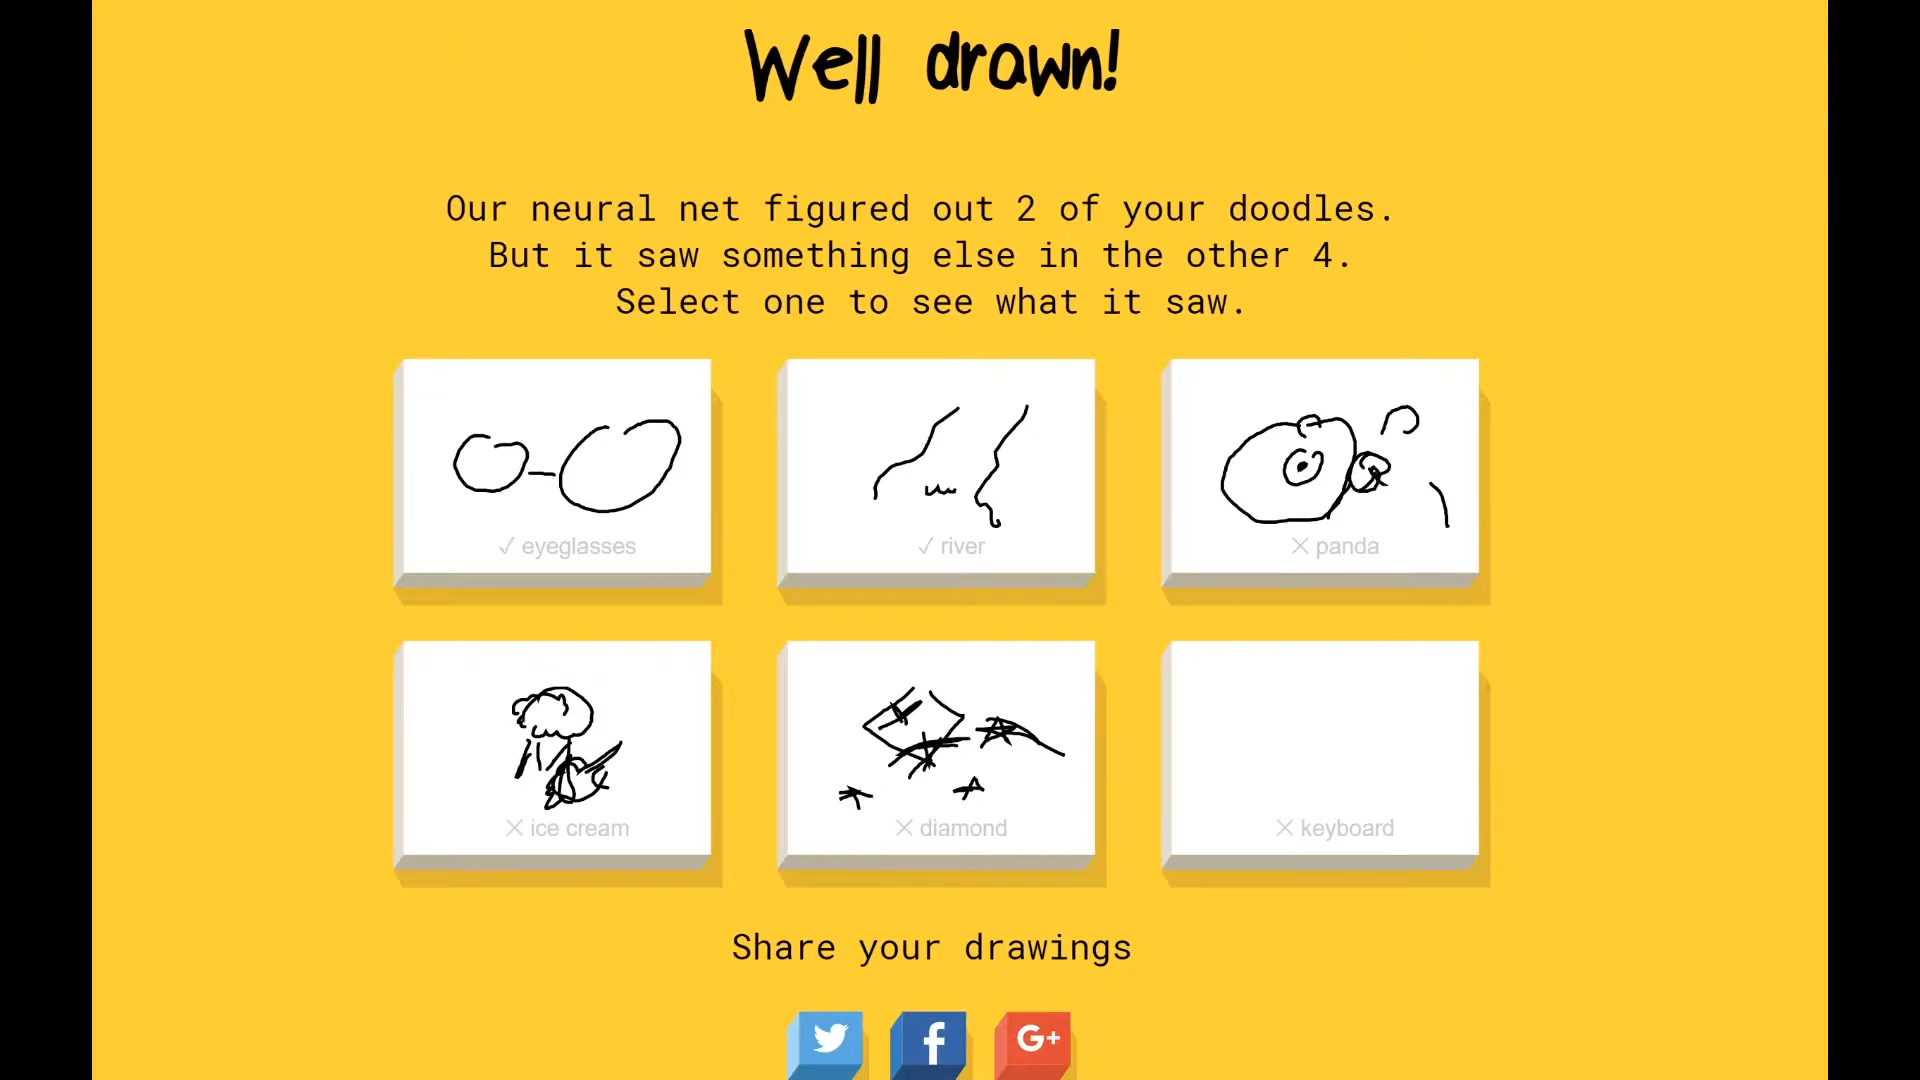 Well drawn!
Our neural net figured out 2 of your doodles.
But it saw something else in the other 4.
Select one to see what it saw.
✓ eyeglasses
✓ river
✕ panda
✕ ice cream
✕ diamond
✕ keyboard
Share your drawings
f
G+